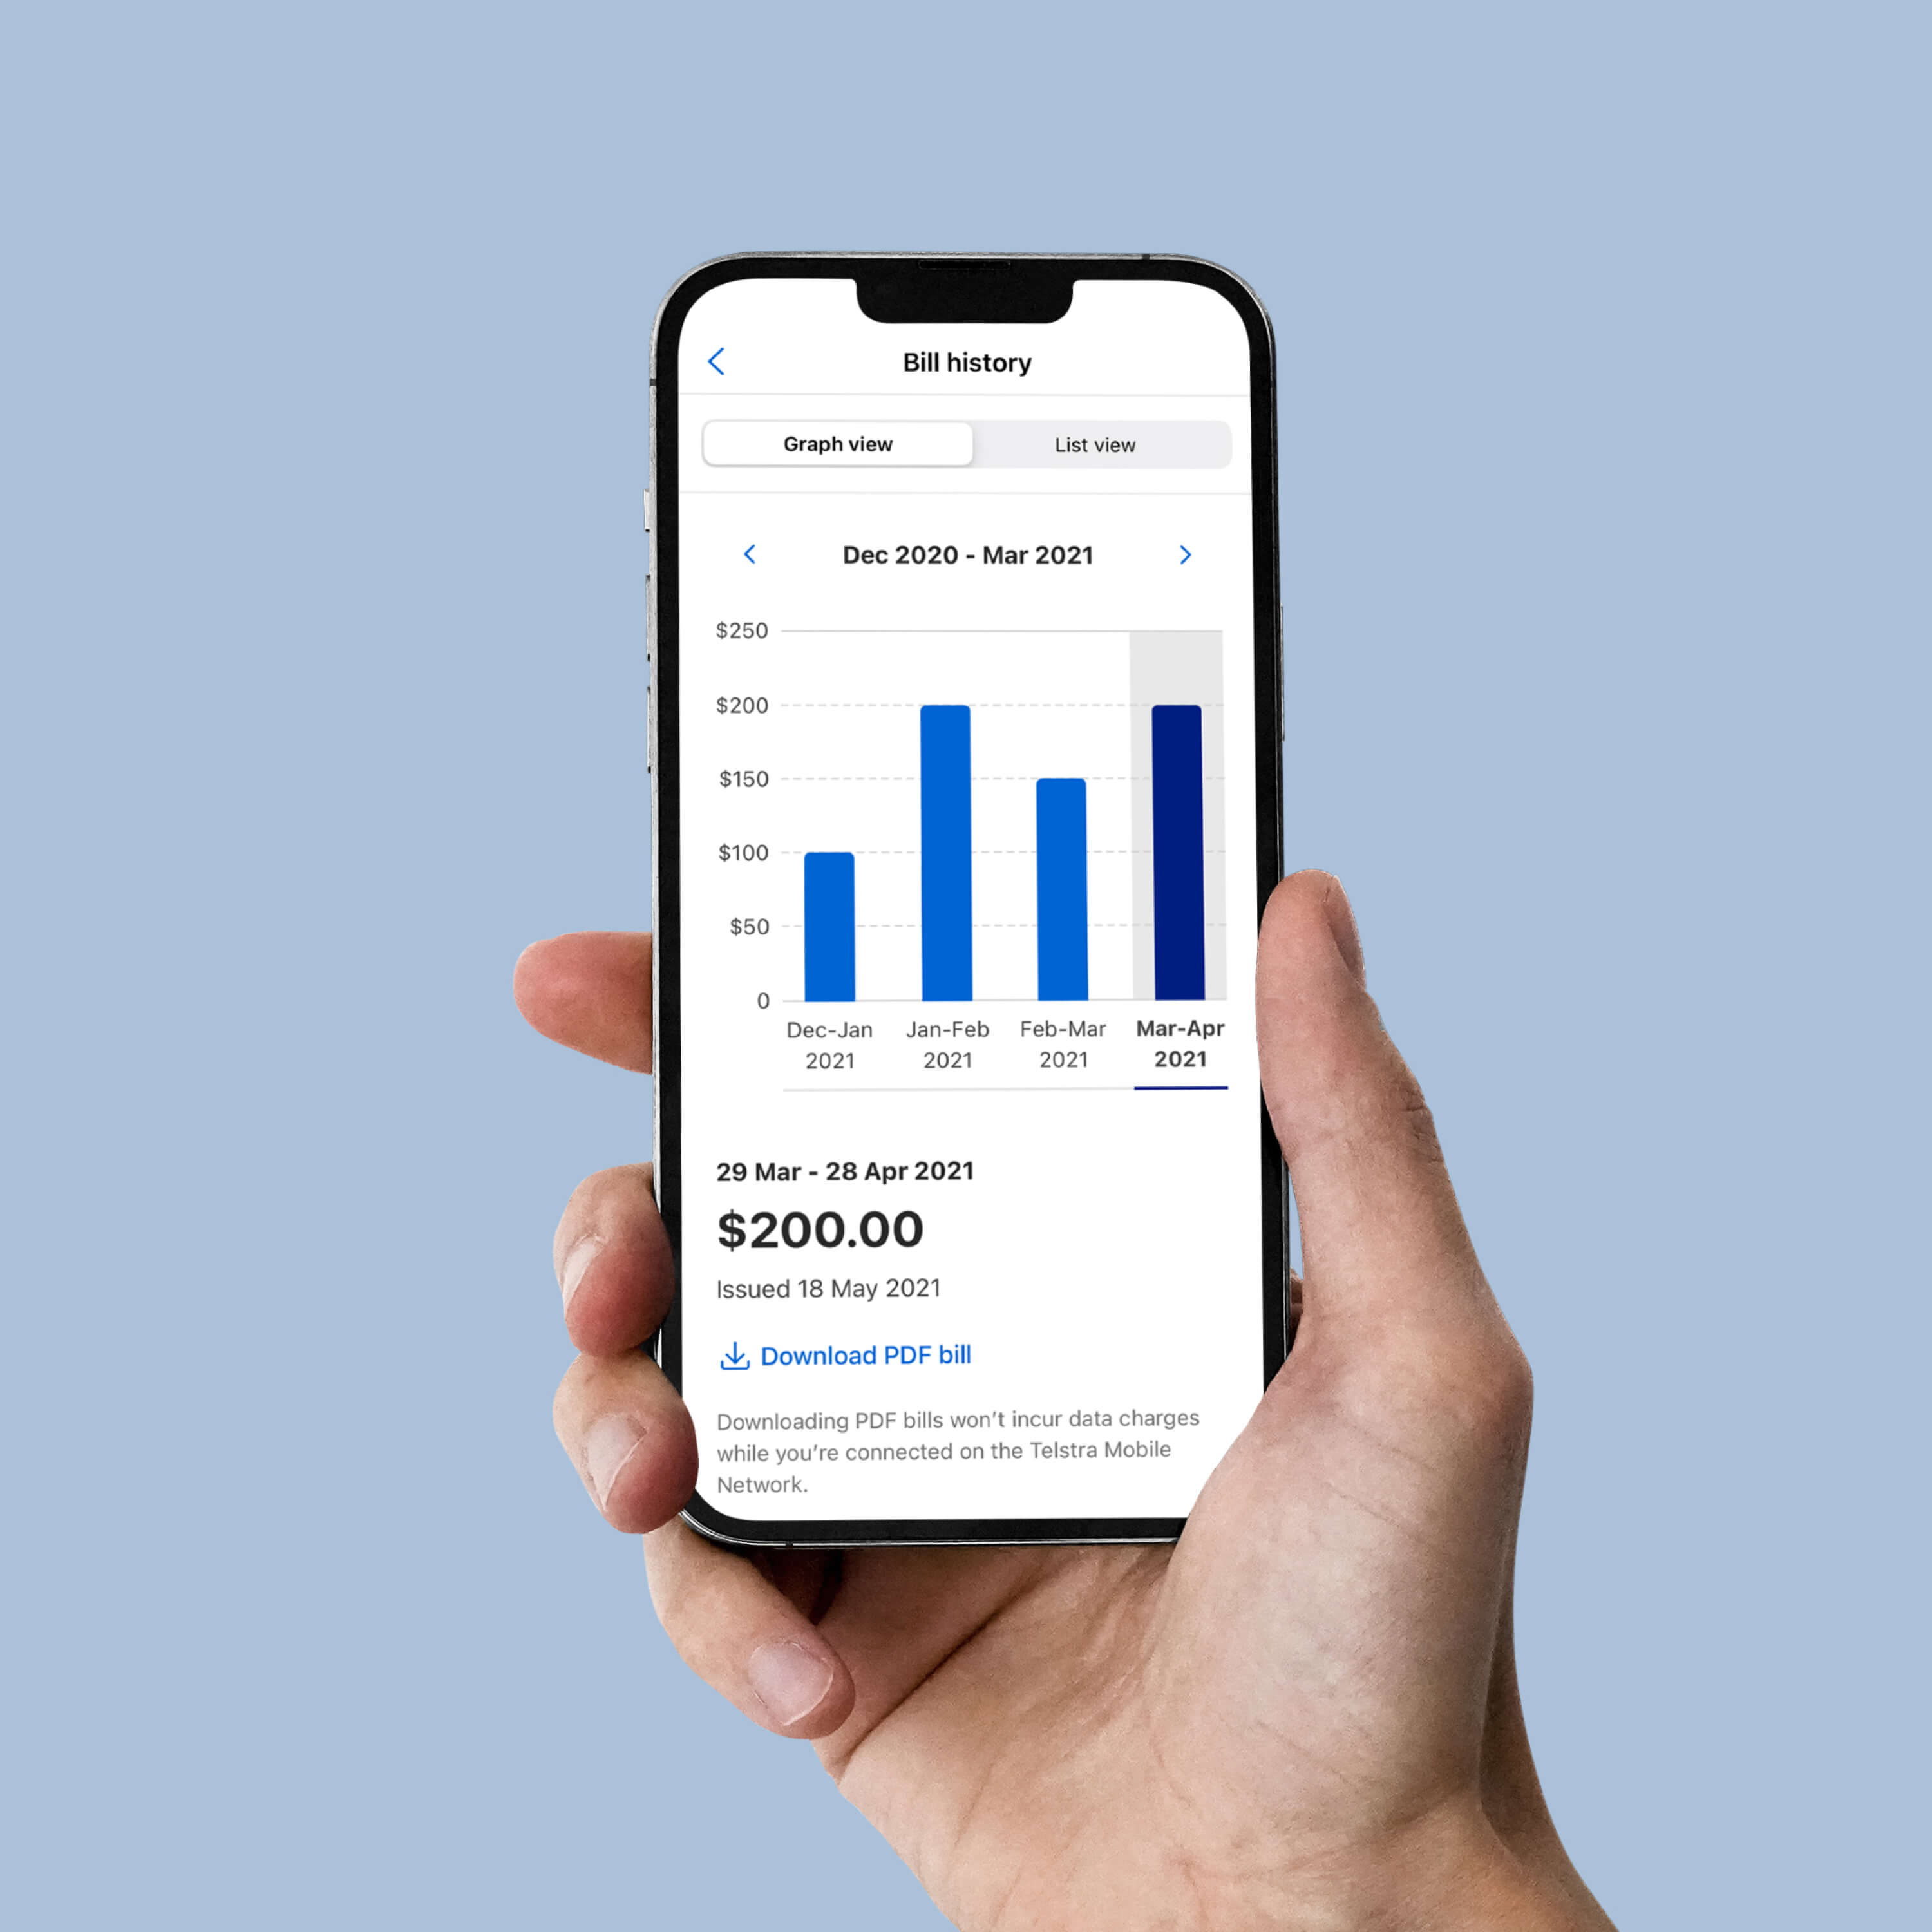 Bill history
Graph view
List view
Dec 2020 - Mar 2021
$250
$200
$150
$100
$50
0
Dec-Jan
2021
Jan-Feb
2021
Feb-Mar
2021
Mar-Apr
2021
29 Mar - 28 Apr 2021
$200.00
Issued 18 May 2021
Download PDF bill
Downloading PDF bills won't incur data charges
while you're connected on the Telstra Mobile
Network.